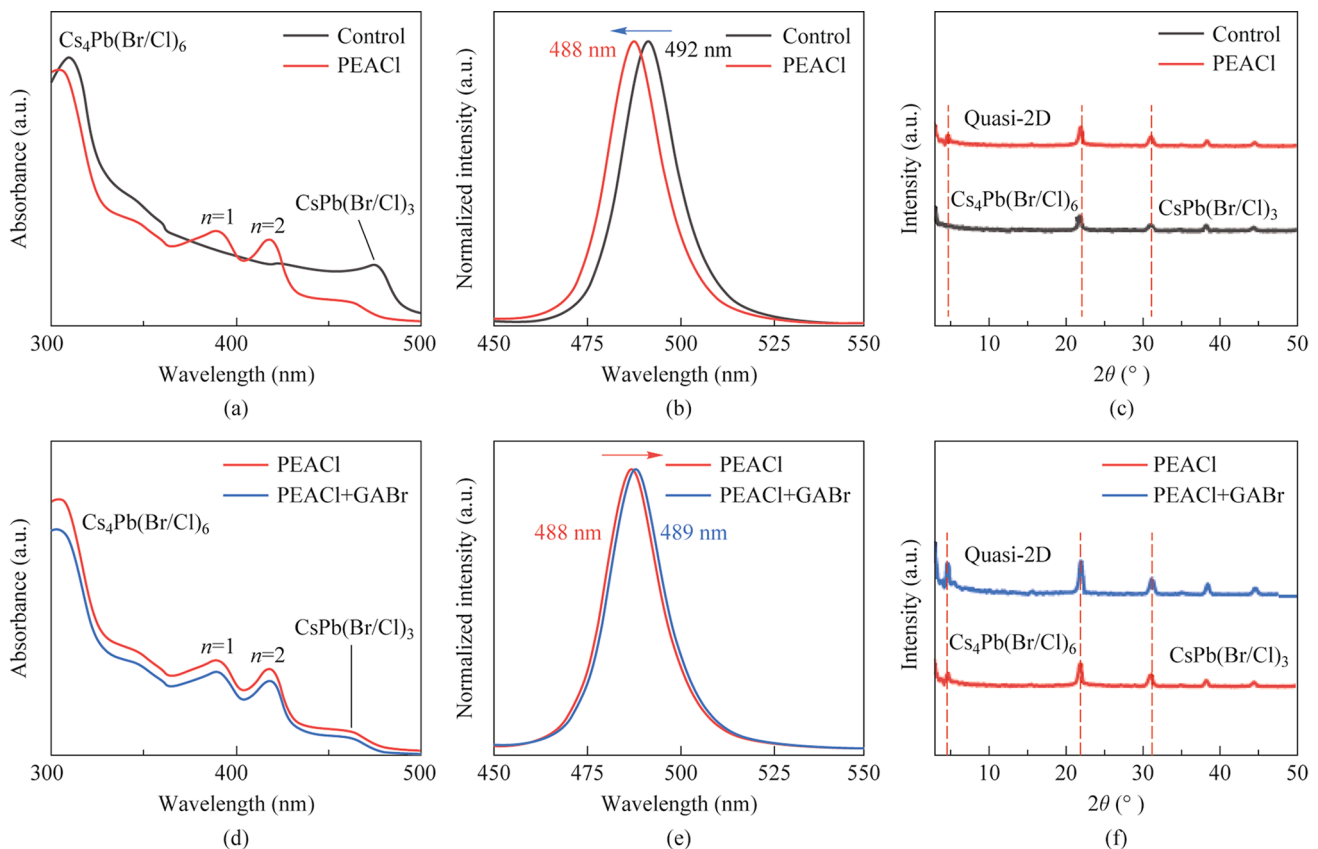 Cs₄Pb(Br/Cl)₆
Control
PEACl
n=1
n=2
CsPb(Br/Cl)₃
Absorbance (a.u.)
300
400
500
Wavelength (nm)
(a)
488 nm
492 nm
Control
PEACl
Normalized intensity (a.u.)
450
475
500
525
550
Wavelength (nm)
(b)
Control
PEACl
Quasi-2D
Cs₄Pb(Br/Cl)₆
CsPb(Br/Cl)₃
Intensity (a.u.)
10
20
30
40
50
2θ (°)
(c)
PEACl
PEACl+GABr
Cs₄Pb(Br/Cl)₆
n=1
n=2
CsPb(Br/Cl)₃
Absorbance (a.u.)
300
400
500
Wavelength (nm)
(d)
PEACl
PEACl+GABr
488 nm
489 nm
Normalized intensity (a.u.)
450
475
500
525
550
Wavelength (nm)
(e)
PEACl
PEACl+GABr
Quasi-2D
Cs₄Pb(Br/Cl)₆
CsPb(Br/Cl)₃
Intensity (a.u.)
10
20
30
40
50
2θ (°)
(f)